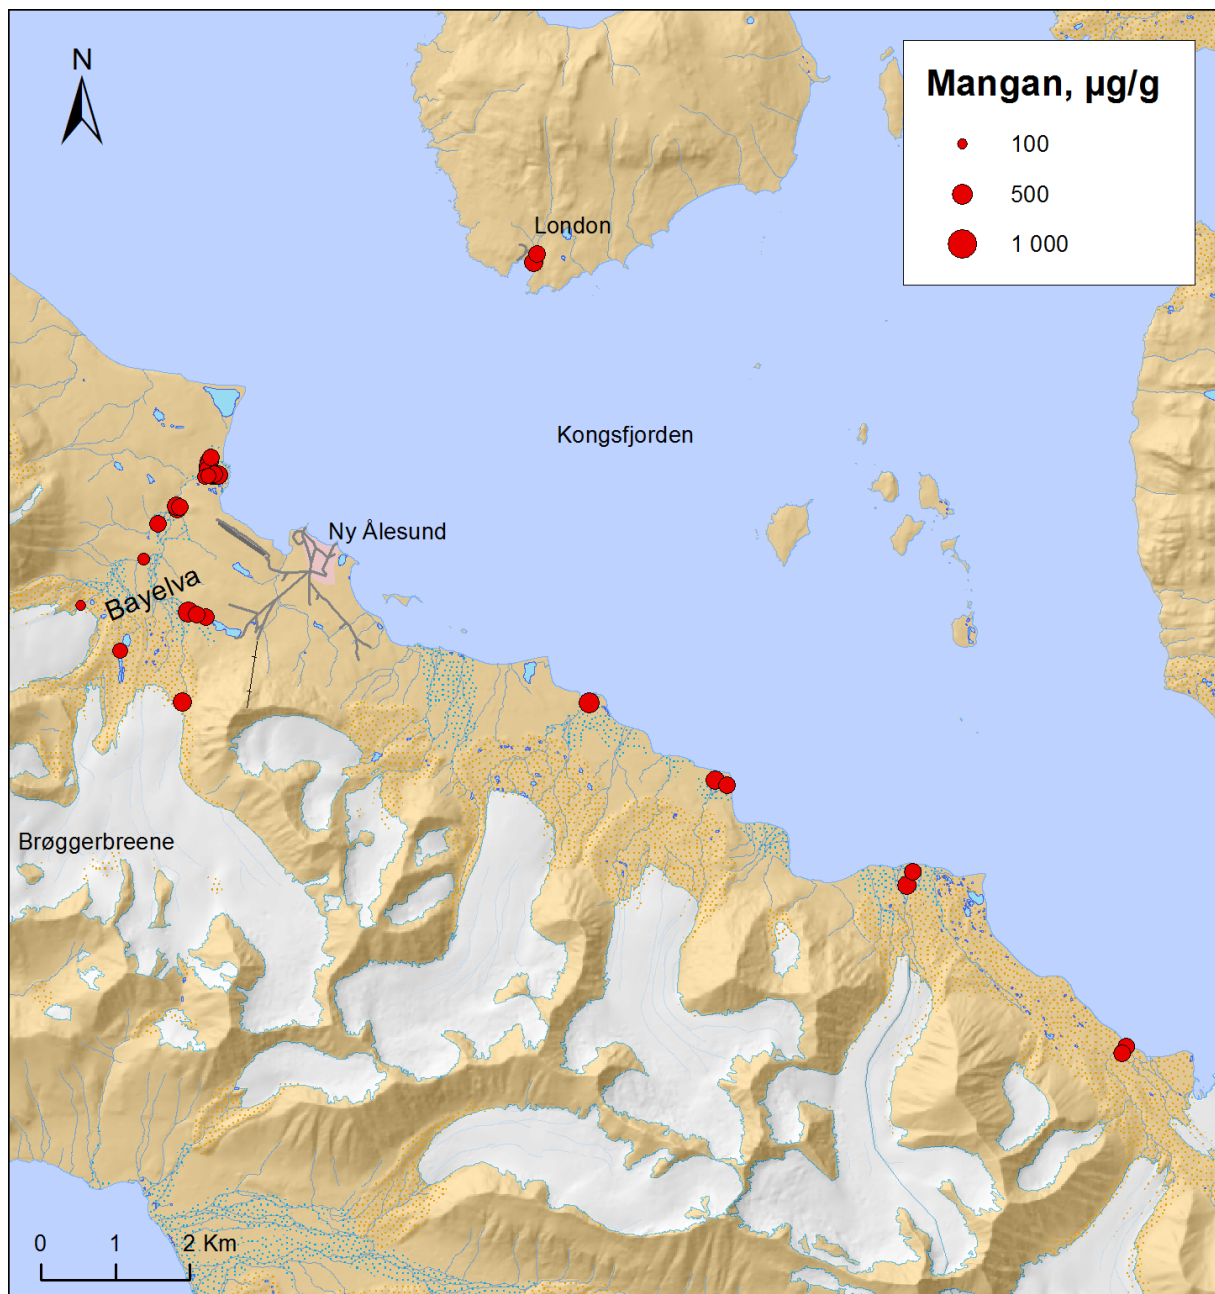 N
Mangan, µg/g
100
500
1 000
London
Kongsfjorden
Ny Ålesund
Bayelva
Brøggerbreene
0 1 2 Km